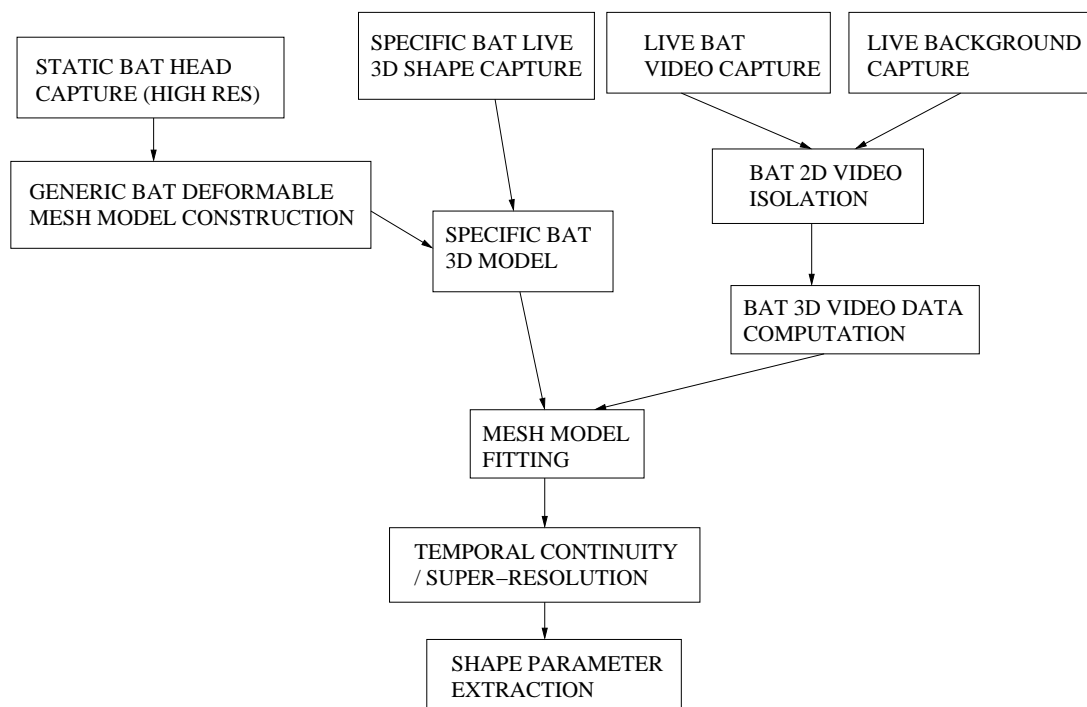 STATIC BAT HEAD
CAPTURE (HIGH RES)
SPECIFIC BAT LIVE
3D SHAPE CAPTURE
LIVE BAT
VIDEO CAPTURE
LIVE BACKGROUND
CAPTURE
GENERIC BAT DEFORMABLE
MESH MODEL CONSTRUCTION
BAT 2D VIDEO
ISOLATION
SPECIFIC BAT
3D MODEL
BAT 3D VIDEO DATA
COMPUTATION
MESH MODEL
FITTING
TEMPORAL CONTINUITY
/ SUPER−RESOLUTION
SHAPE PARAMETER
EXTRACTION